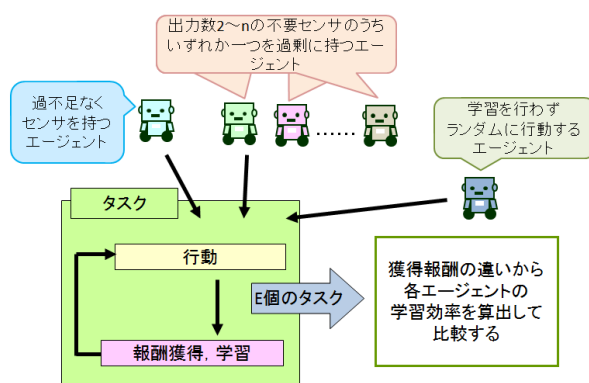 出力数2～nの不要センサのうち
いずれか一つを過剰に持つエー
ジェント
過不足なく
センサを持つ
エージェント
学習を行わず
ランダムに行動する
エージェント
……
タスク
行動
E個のタスク
報酬獲得，学習
獲得報酬の違いから
各エージェントの
学習効率を算出して
比較する